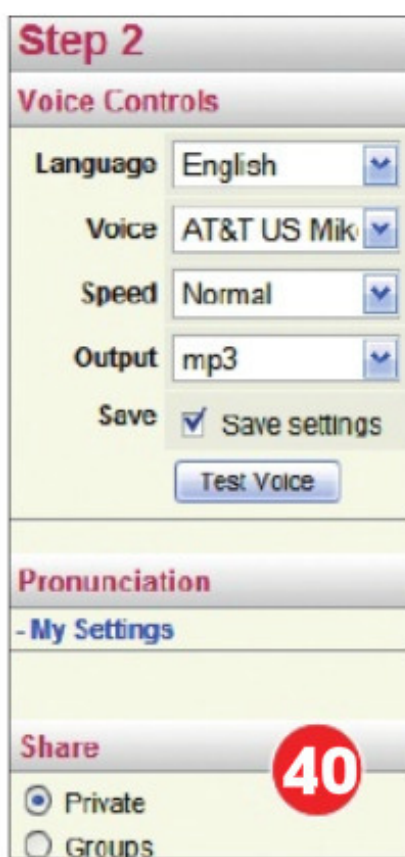 Step 2
Voice Controls
Language English
Voice AT&T US Mik
Speed Normal
Output mp3
Save Save settings
Test Voice
Pronunciation
- My Settings
Share
40
Private
Groups